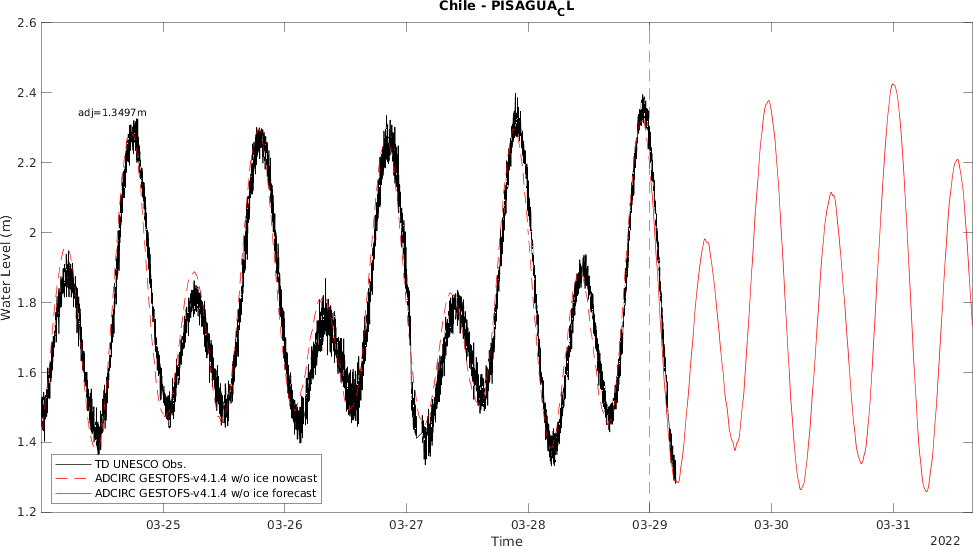 Chile - PISAGUA_CL
2.6
2.4
2.2
2
1.8
1.6
1.4
1.2
Water Level (m)
adj=1.3497m
TD UNESCO Obs.
ADCIRC GESTOFS-v4.1.4 w/o ice nowcast
ADCIRC GESTOFS-v4.1.4 w/o ice forecast
03-25 03-26 03-27 03-28 03-29 03-30 03-31
Time
2022